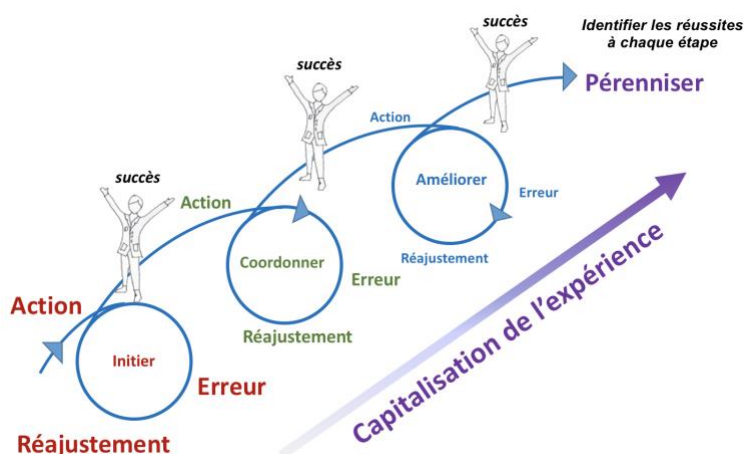 Identifier les réussites
à chaque étape
succès
Pérenniser
succès
Action
Améliorer
Erreur
Réajustement
succès
Action
Coordonner
Erreur
Réajustement
Action
Initier
Erreur
Réajustement
Capitalisation de l'expérience